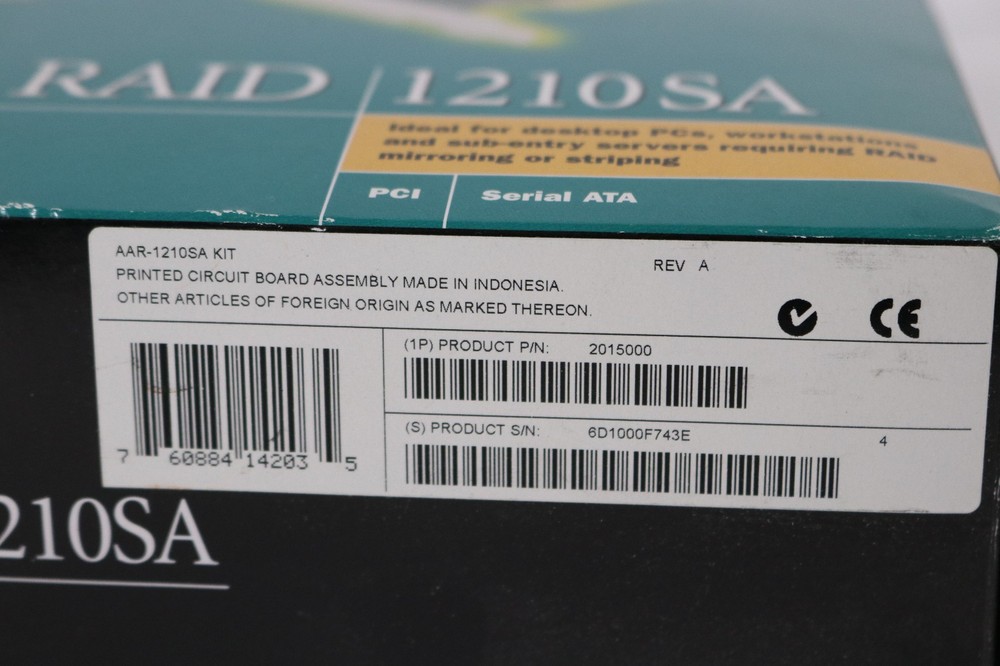 RAID 1210SA
Ideal for desktop PCs, workstations
and sub-entry servers requiring RAID
mirroring or striping
PCI Serial ATA
AAR-1210SA KIT REV A
PRINTED CIRCUIT BOARD ASSEMBLY MADE IN INDONESIA.
OTHER ARTICLES OF FOREIGN ORIGIN AS MARKED THEREON.
CE
(1P) PRODUCT P/N: 2015000
(S) PRODUCT S/N: 6D1000F743E 4
7 60884 14203 5
210SA